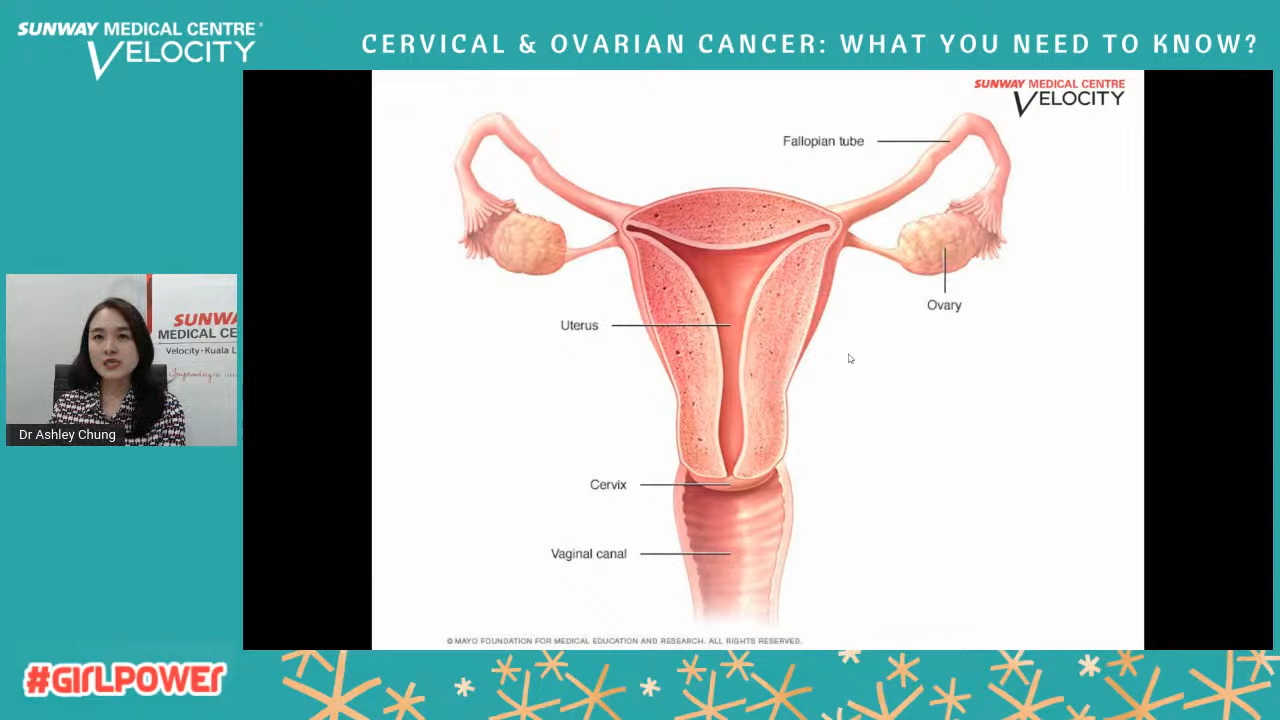 SUNWAY MEDICAL CENTRE
VELOCITY
CERVICAL & OVARIAN CANCER: WHAT YOU NEED TO KNOW?
SUNWAY MEDICAL CENTRE
VELOCITY
Fallopian tube
Ovary
Uterus
Cervix
Vaginal canal
© MAYO FOUNDATION FOR MEDICAL EDUCATION AND RESEARCH. ALL RIGHTS RESERVED.
SUNWA
MEDICAL CE
Velocity - Kuala L
Improving
Dr Ashley Chung
#GIRLPOWER